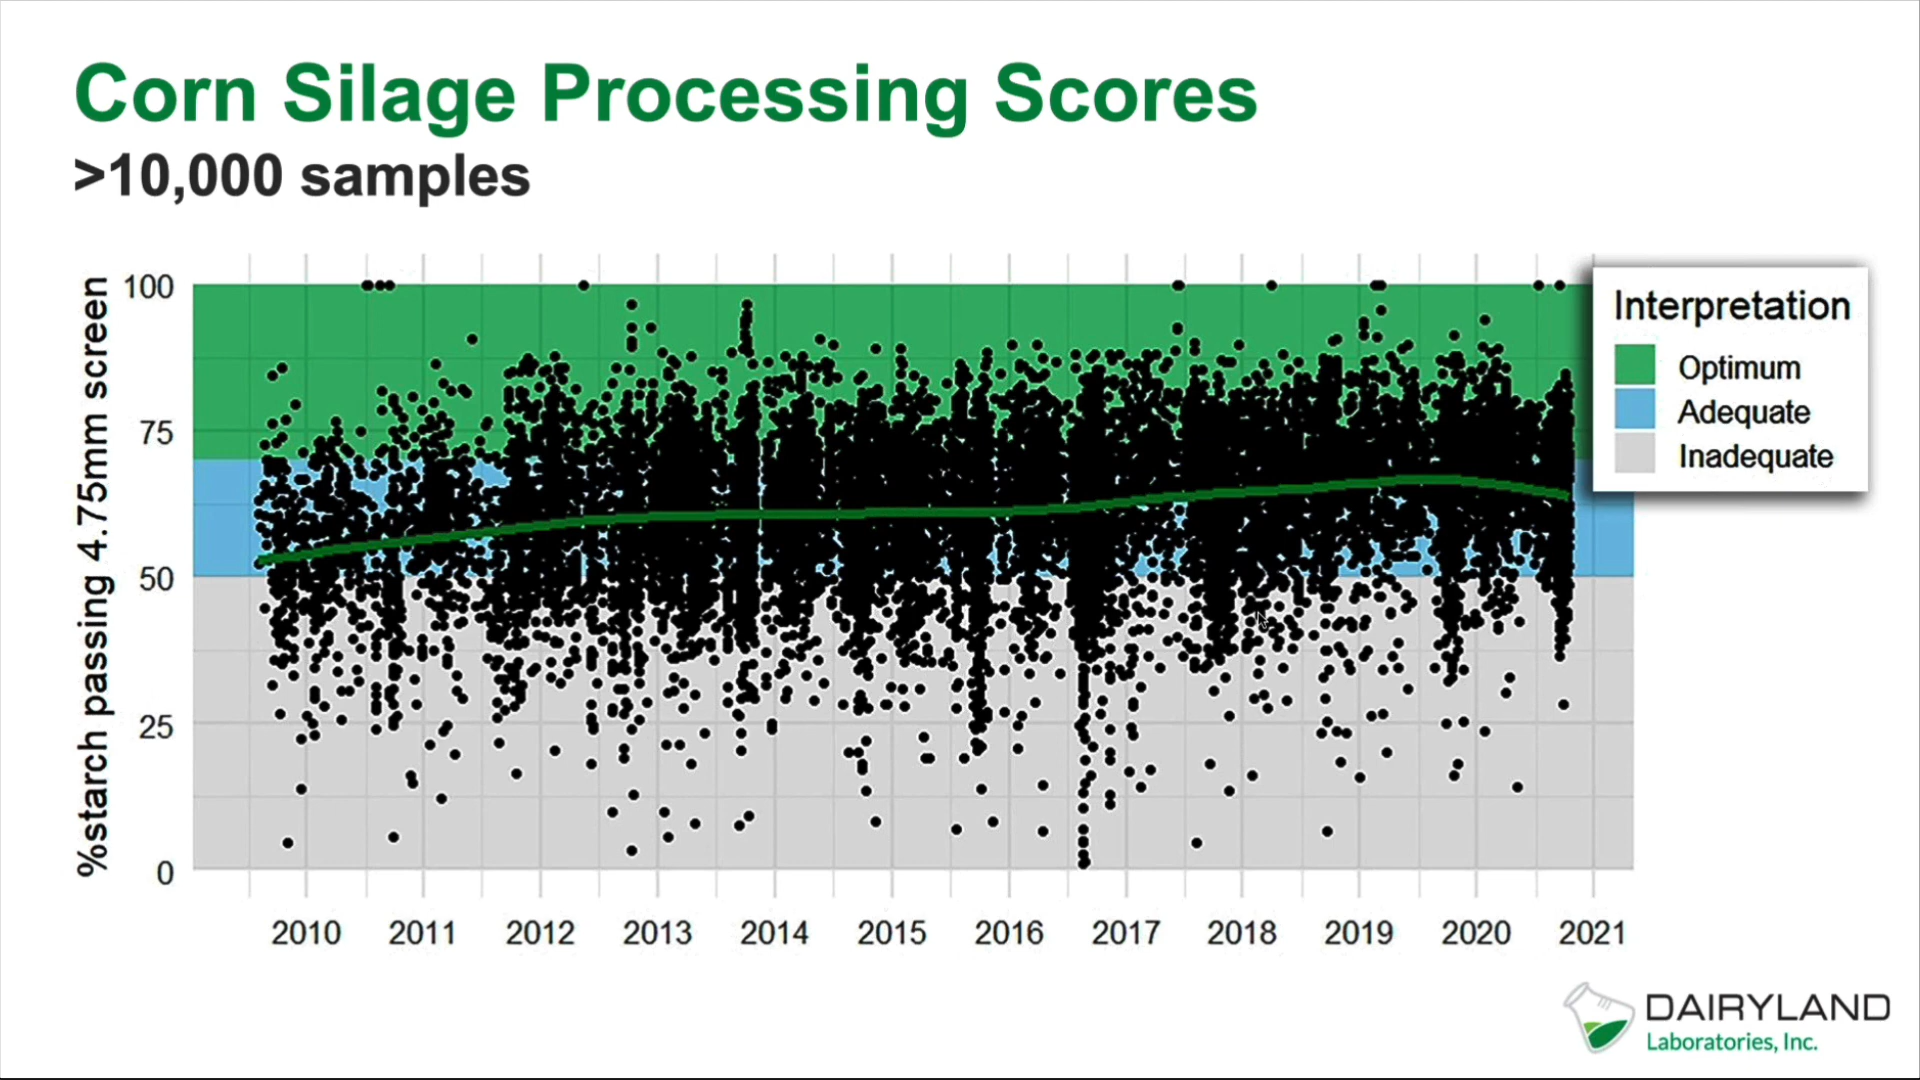 Corn Silage Processing Scores
>10,000 samples
%starch passing 4.75mm screen
100
75
50
25
0
2010 2011 2012 2013 2014 2015 2016 2017 2018 2019 2020 2021
Interpretation
Optimum
Adequate
Inadequate
DAIRYLAND
Laboratories, Inc.